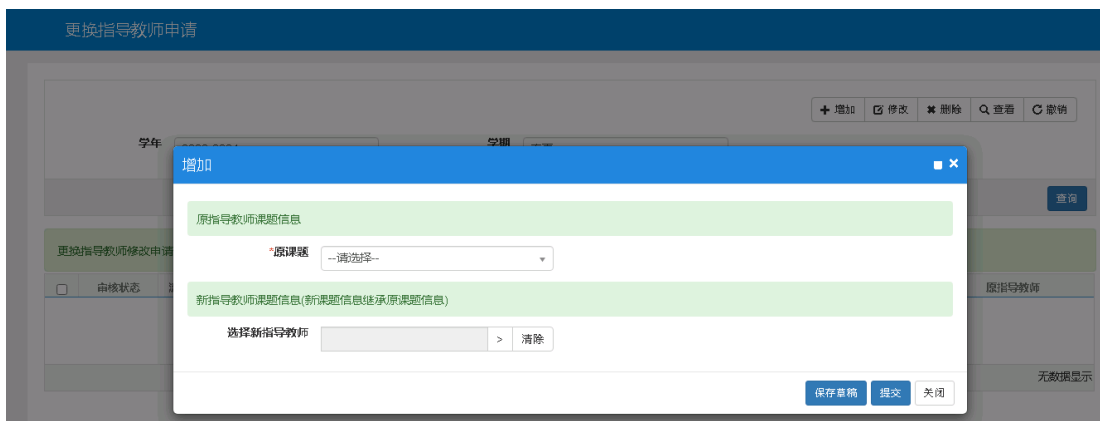 更换指导教师申请
增加 修改 删除 查看 撤销
学年 学期
增加
查询
原指导教师课题信息
更换指导教师修改申请
*原课题 --请选择--
审核状态 原指导教师
新指导教师课题信息(新课题信息继承原课题信息)
选择新指导教师 > 清除
无数据显示
保存草稿 提交 关闭